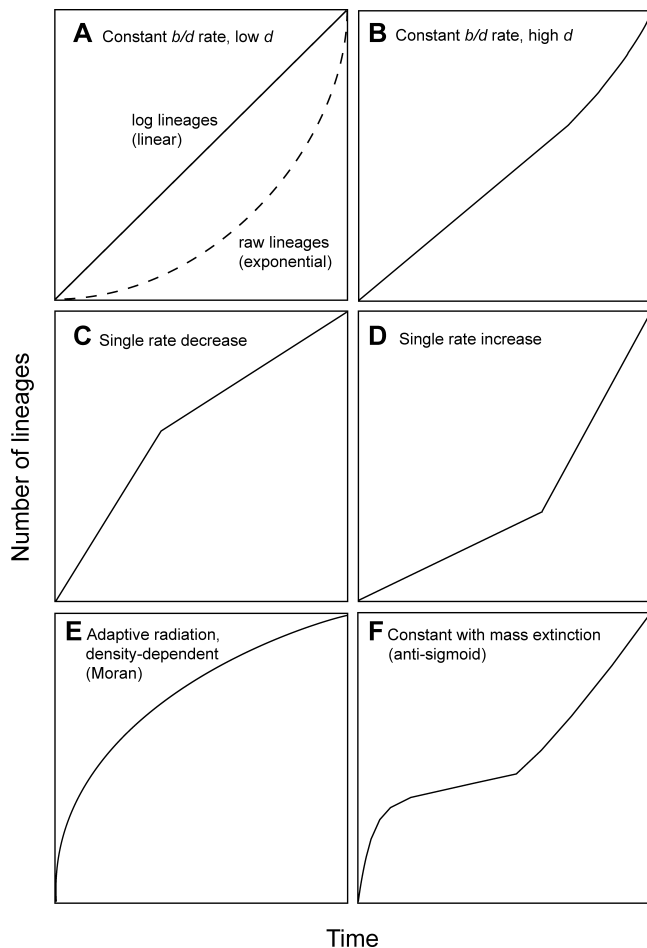 A Constant b/d rate, low d
log lineages
(linear)
raw lineages
(exponential)
B Constant b/d rate, high d
C Single rate decrease
D Single rate increase
E Adaptive radiation,
density-dependent
(Moran)
F Constant with mass extinction
(anti-sigmoid)
Number of lineages
Time